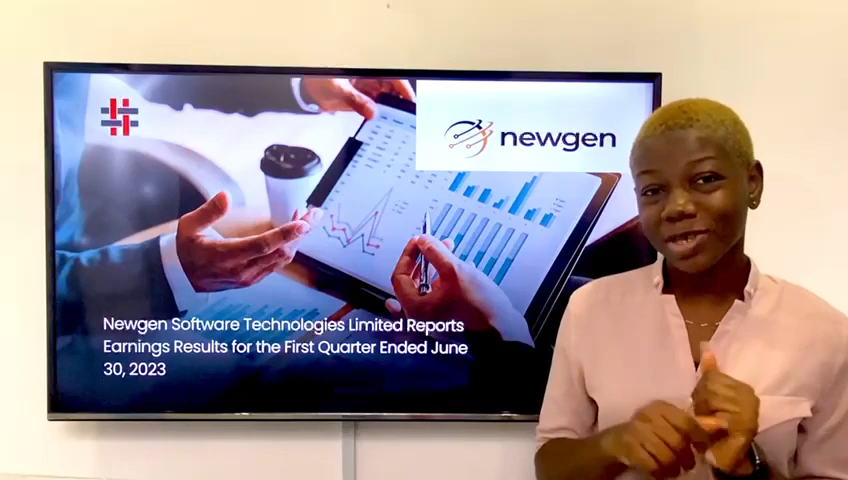 newgen
Newgen Software Technologies Limited Reports
Earnings Results for the First Quarter Ended June
30, 2023